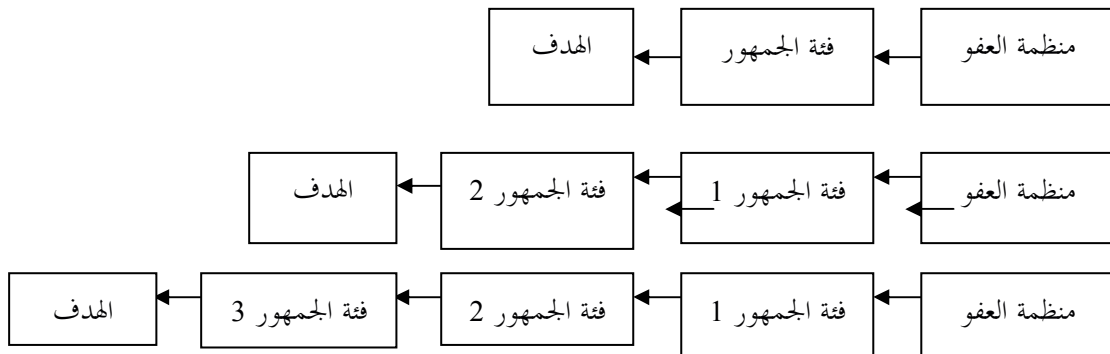 منظمة العفو فئة الجمهور الهدف
منظمة العفو فئة الجمهور 1 فئة الجمهور 2 الهدف
منظمة العفو فئة الجمهور 1 فئة الجمهور 2 فئة الجمهور 3 الهدف